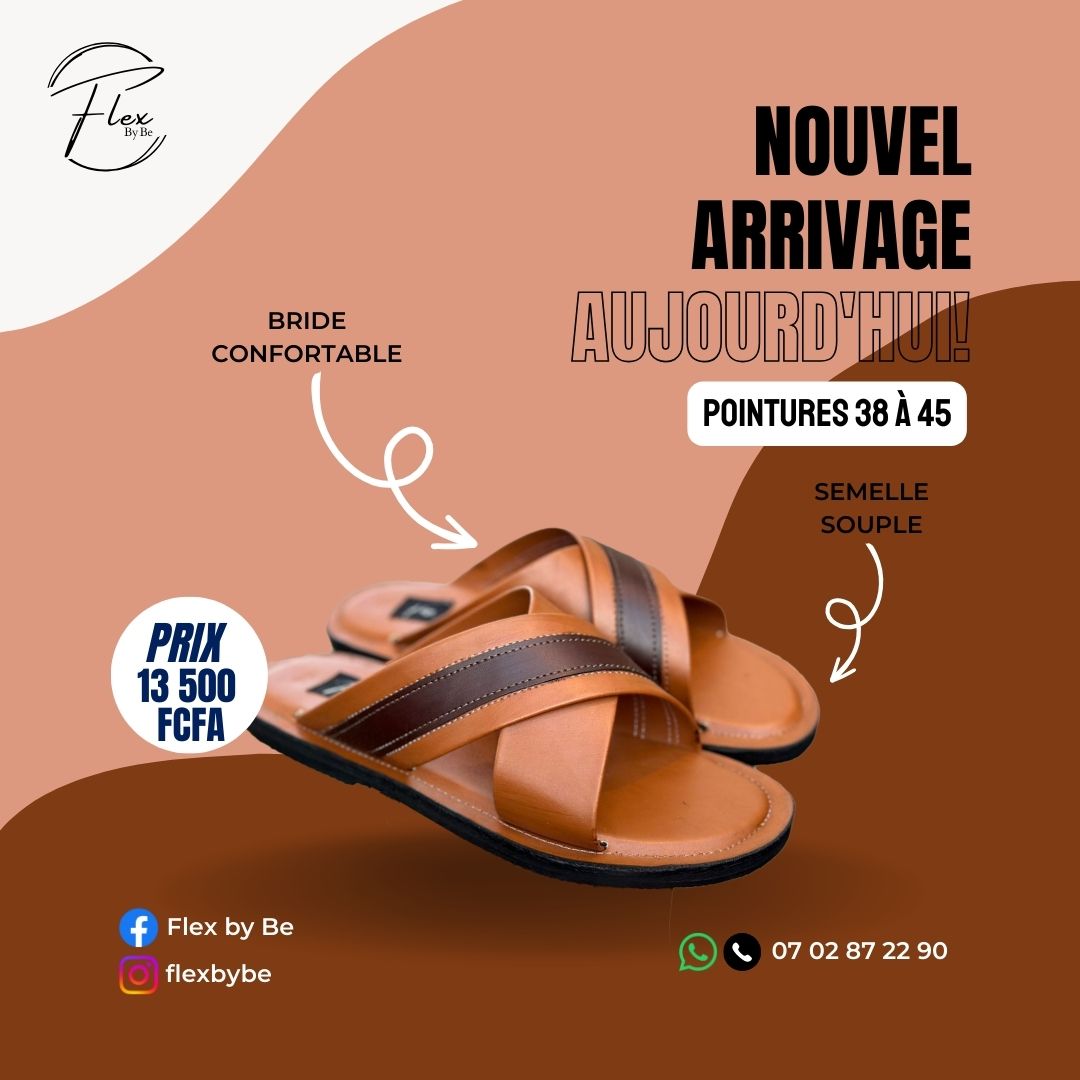 Flex
By Be
NOUVEL
ARRIVAGE
AUJOURD'HUI!
POINTURES 38 À 45
BRIDE
CONFORTABLE
SEMELLE
SOUPLE
PRIX
13 500
FCFA
Flex by Be
flexbybe
07 02 87 22 90